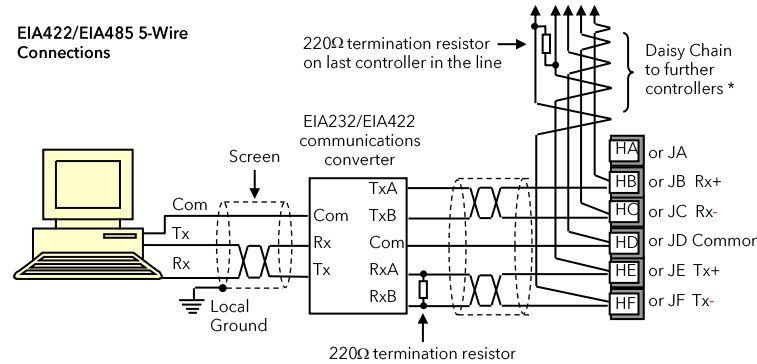 EIA422/EIA485 5-Wire
Connections
220Ω termination resistor
on last controller in the line
Daisy Chain
to further
controllers *
EIA232/EIA422
communications
converter
Screen
HA or JA
TxA
HB or JB Rx+
Com
Com
TxB
HC or JC Rx-
Tx
Rx
Com
HD or JD Common
Rx
Tx
RxA
HE or JE Tx+
RxB
HF or JF Tx-
Local
Ground
220Ω termination resistor